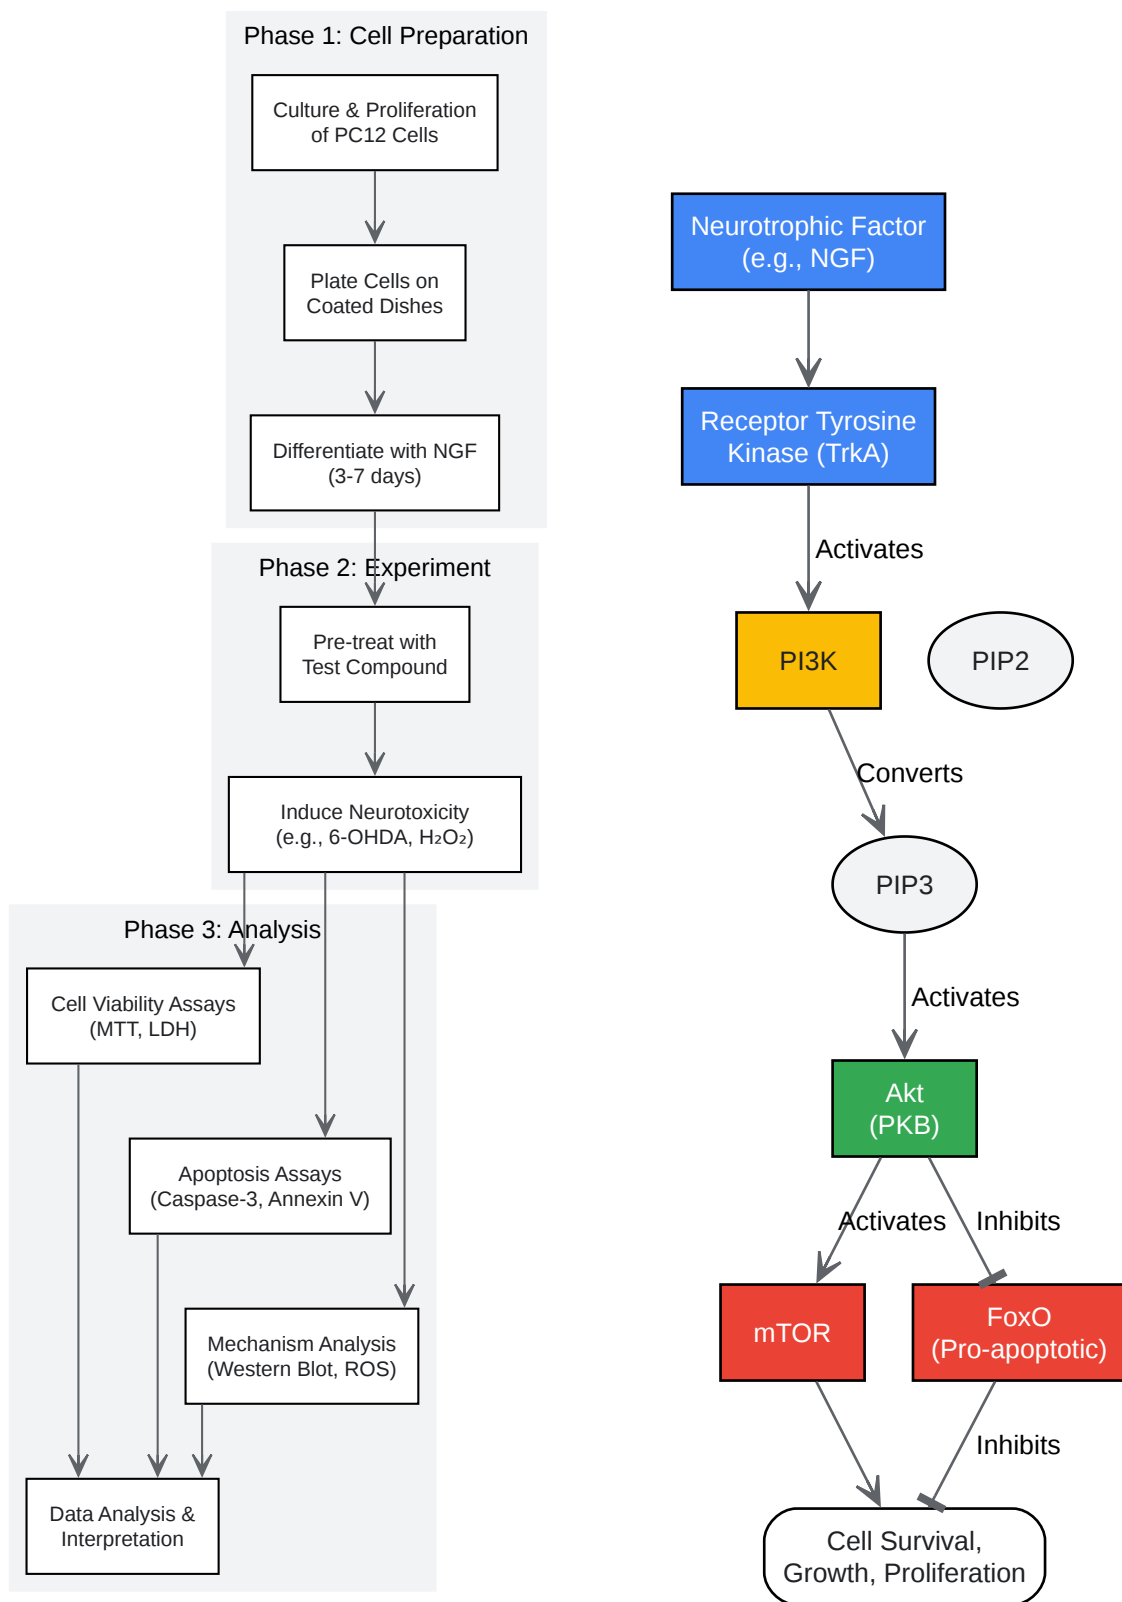 Phase 1: Cell Preparation
Culture & Proliferation
of PC12 Cells
Plate Cells on
Coated Dishes
Differentiate with NGF
(3-7 days)
Phase 2: Experiment
Pre-treat with
Test Compound
Induce Neurotoxicity
(e.g., 6-OHDA, H₂O₂)
Phase 3: Analysis
Cell Viability Assays
(MTT, LDH)
Apoptosis Assays
(Caspase-3, Annexin V)
Mechanism Analysis
(Western Blot, ROS)
Data Analysis &
Interpretation
Neurotrophic Factor
(e.g., NGF)
Receptor Tyrosine
Kinase (TrkA)
Activates
PI3K
PIP2
Converts
PIP3
Activates
Akt
(PKB)
Activates
Inhibits
mTOR
FoxO
(Pro-apoptotic)
Inhibits
Cell Survival,
Growth, Proliferation